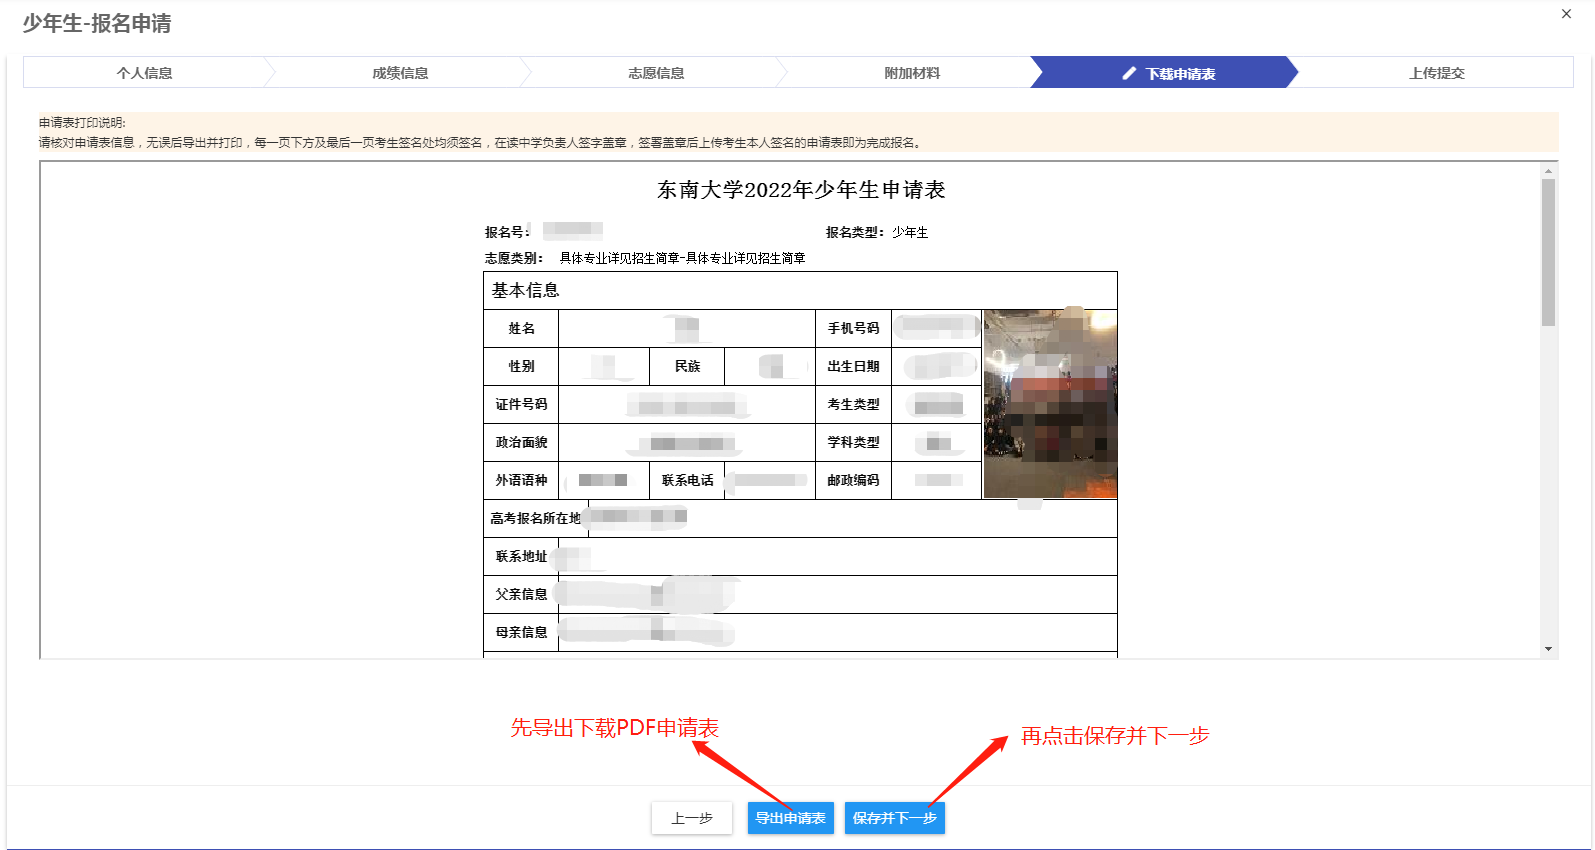 少年生-报名申请
×
个人信息
成绩信息
志愿信息
附加材料
下载申请表
上传提交
申请表打印说明:
请核对申请表信息，无误后导出并打印，每一页下方及最后一页考生签名处均须签名，在读中学负责人签字盖章，签署盖章后上传考生本人签名的申请表即为完成报名。
东南大学2022年少年生申请表
报名号：
报名类型：少年生
志愿类别： 具体专业详见招生简章-具体专业详见招生简章
基本信息
姓名
手机号码
性别
民族
出生日期
证件号码
考生类型
政治面貌
学科类型
外语语种
联系电话
邮政编码
高考报名所在地
联系地址
父亲信息
母亲信息
先导出下载PDF申请表
再点击保存并下一步
上一步
导出申请表
保存并下一步